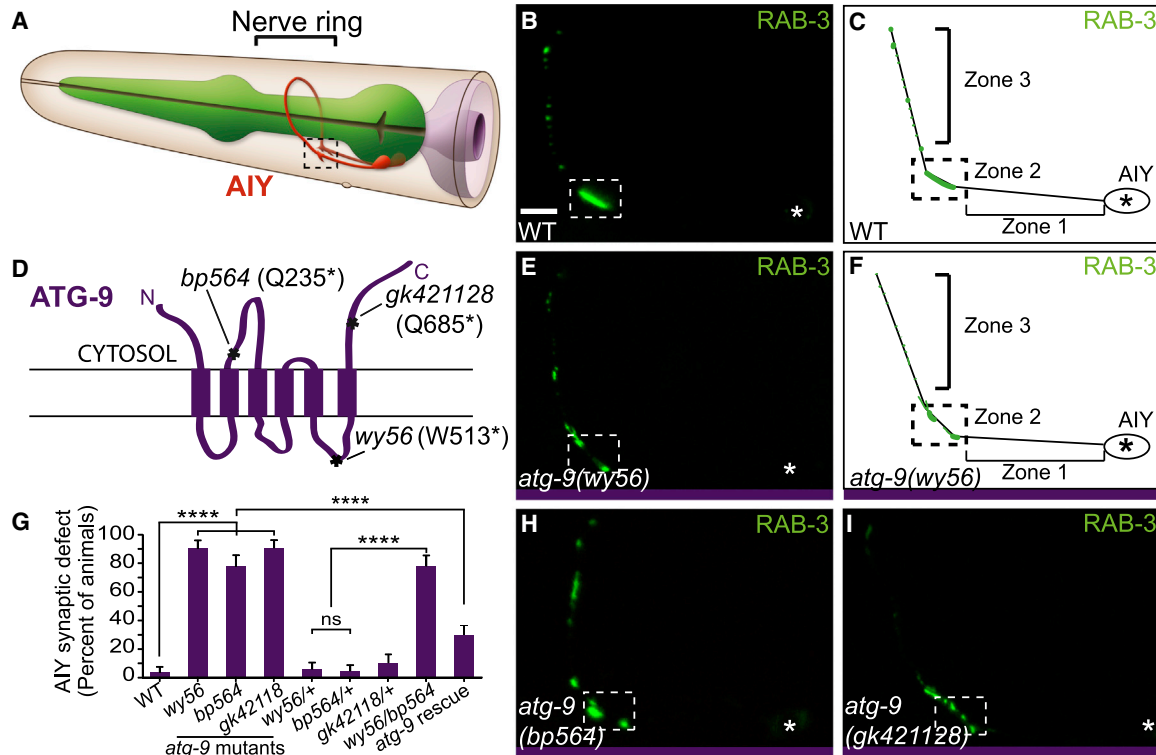 A
Nerve ring
AIY
B
RAB-3
WT
*
C
RAB-3
Zone 3
Zone 2
AIY
*
Zone 1
WT
D
ATG-9
N
bp564 (Q235*)
C
gk421128
(Q685*)
CYTOSOL
wy56 (W513*)
E
RAB-3
*
atg-9(wy56)
F
RAB-3
Zone 3
Zone 2
AIY
*
Zone 1
atg-9(wy56)
G
AIY synaptic defect
(Percent of animals)
100
80
60
40
20
0
****
****
****
ns
WT
wy56
bp564
gk42118
wy56/+
bp564/+
gk42118/+
wy56/bp564
atg-9 rescue
atg-9 mutants
H
RAB-3
atg-9
(bp564)
*
I
RAB-3
atg-9
(gk421128)
*